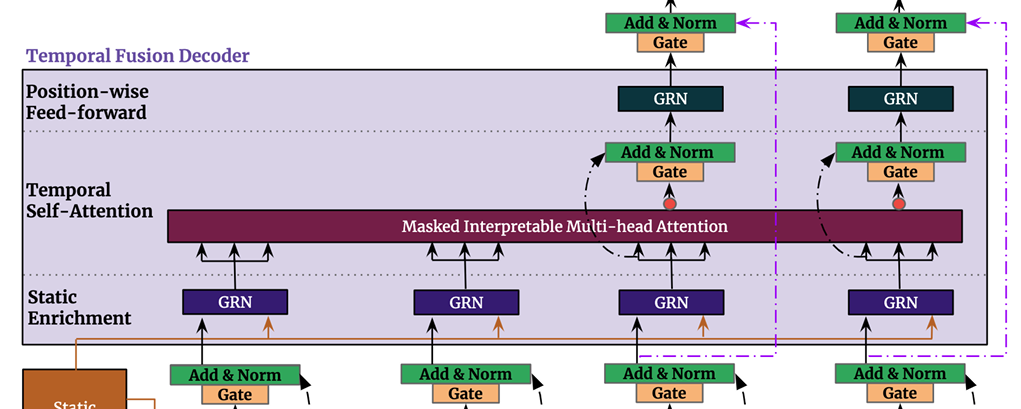 Add & Norm
Gate
Add & Norm
Gate
Temporal Fusion Decoder
Position-wise
Feed-forward
GRN
GRN
Add & Norm
Gate
Add & Norm
Gate
Temporal
Self-Attention
Masked Interpretable Multi-head Attention
Static
Enrichment
GRN
GRN
GRN
GRN
Add & Norm
Gate
Add & Norm
Gate
Add & Norm
Gate
Add & Norm
Gate
Static